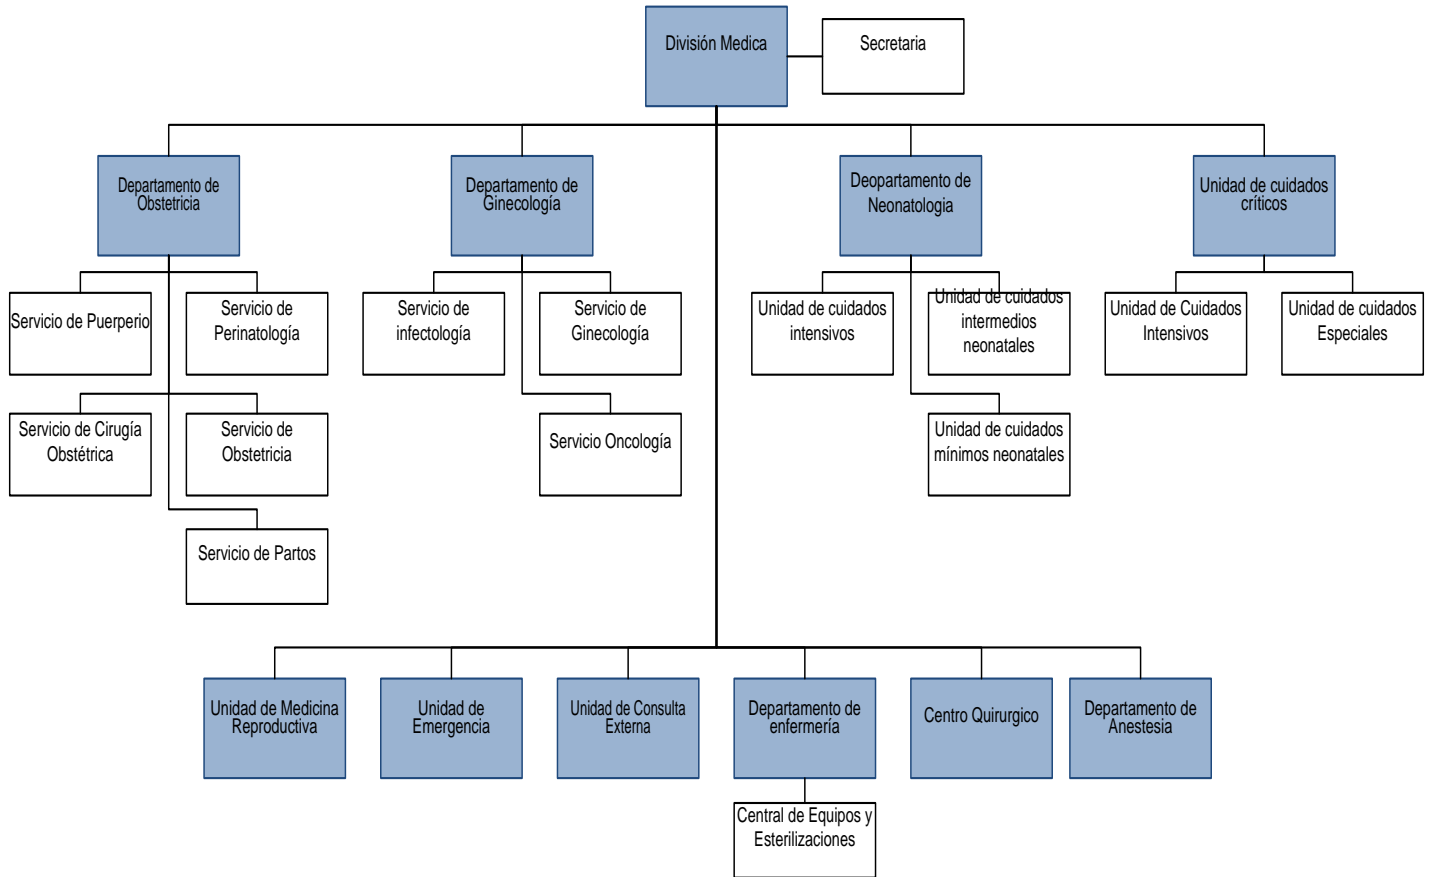 División Medica
Secretaria
Departamento de
Obstetricia
Departamento de
Ginecología
Deopartamento de
Neonatologia
Unidad de cuidados
críticos
Servicio de Puerperio
Servicio de
Perinatología
Servicio de
infectología
Servicio de
Ginecología
Unidad de cuidados
intensivos
Unidad de cuidados
intermedios
neonatales
Unidad de Cuidados
Intensivos
Unidad de cuidados
Especiales
Servicio de Cirugía
Obstétrica
Servicio de
Obstetricia
Servicio Oncología
Unidad de cuidados
mínimos neonatales
Servicio de Partos
Unidad de Medicina
Reproductiva
Unidad de
Emergencia
Unidad de Consulta
Externa
Departamento de
enfermería
Centro Quirurgico
Departamento de
Anestesia
Central de Equipos y
Esterilizaciones